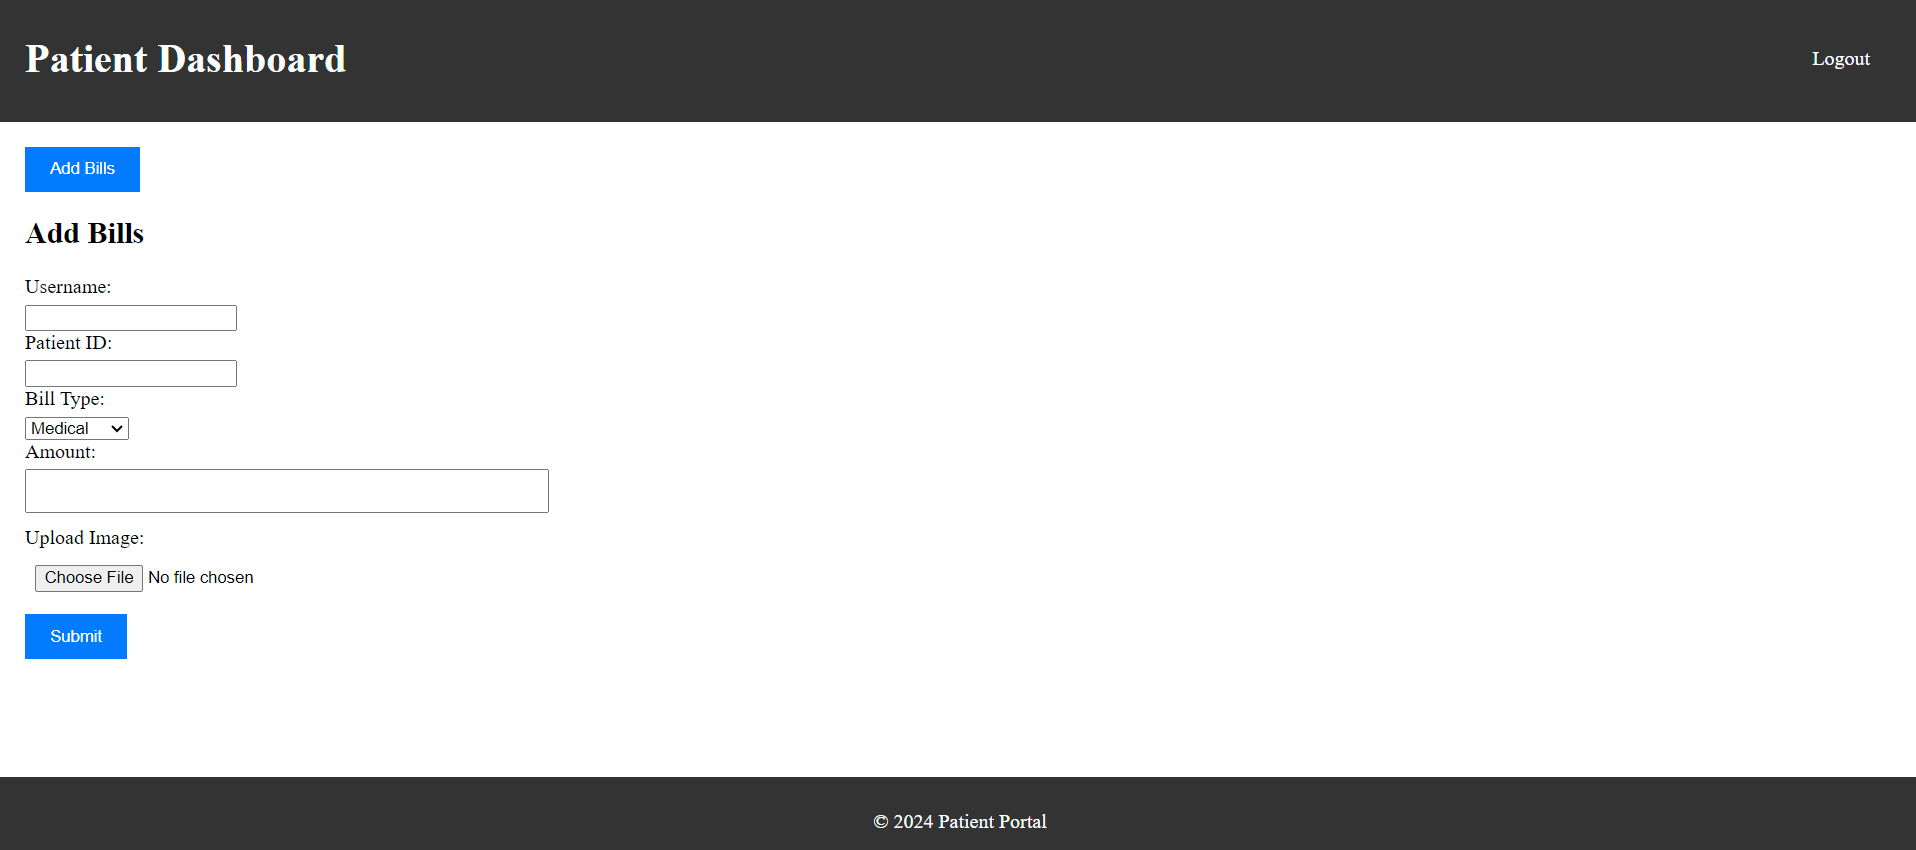 Patient Dashboard
Logout
Add Bills
Add Bills
Username:
Patient ID:
Bill Type:
Medical
Amount:
Upload Image:
Choose File No file chosen
Submit
© 2024 Patient Portal